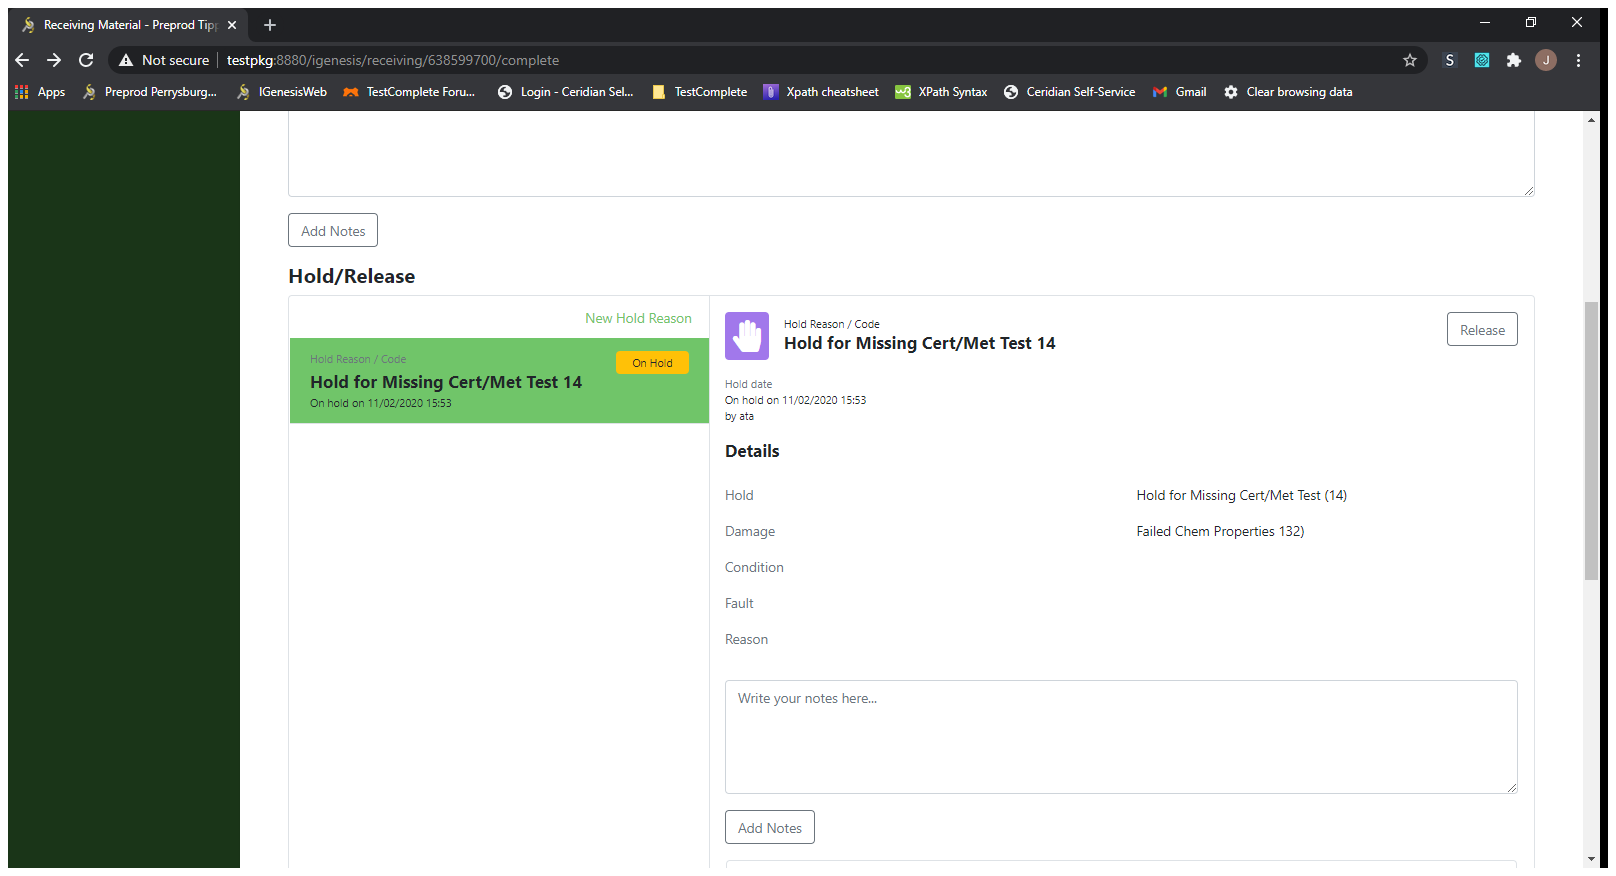 Receiving Material - Preprod Tipp
Not secure
testpkg:8880/igenesis/receiving/638599700/complete
S
J
Apps
Preprod Perrysburg...
IGenesisWeb
TestComplete Foru...
Login - Ceridian Sel...
TestComplete
Xpath cheatsheet
XPath Syntax
Ceridian Self-Service
Gmail
Clear browsing data
Add Notes
Hold/Release
New Hold Reason
Hold Reason / Code
On Hold
Hold for Missing Cert/Met Test 14
On hold on 11/02/2020 15:53
Hold Reason / Code
Hold for Missing Cert/Met Test 14
Release
Hold date
On hold on 11/02/2020 15:53
by ata
Details
Hold
Hold for Missing Cert/Met Test (14)
Damage
Failed Chem Properties 132)
Condition
Fault
Reason
Write your notes here...
Add Notes